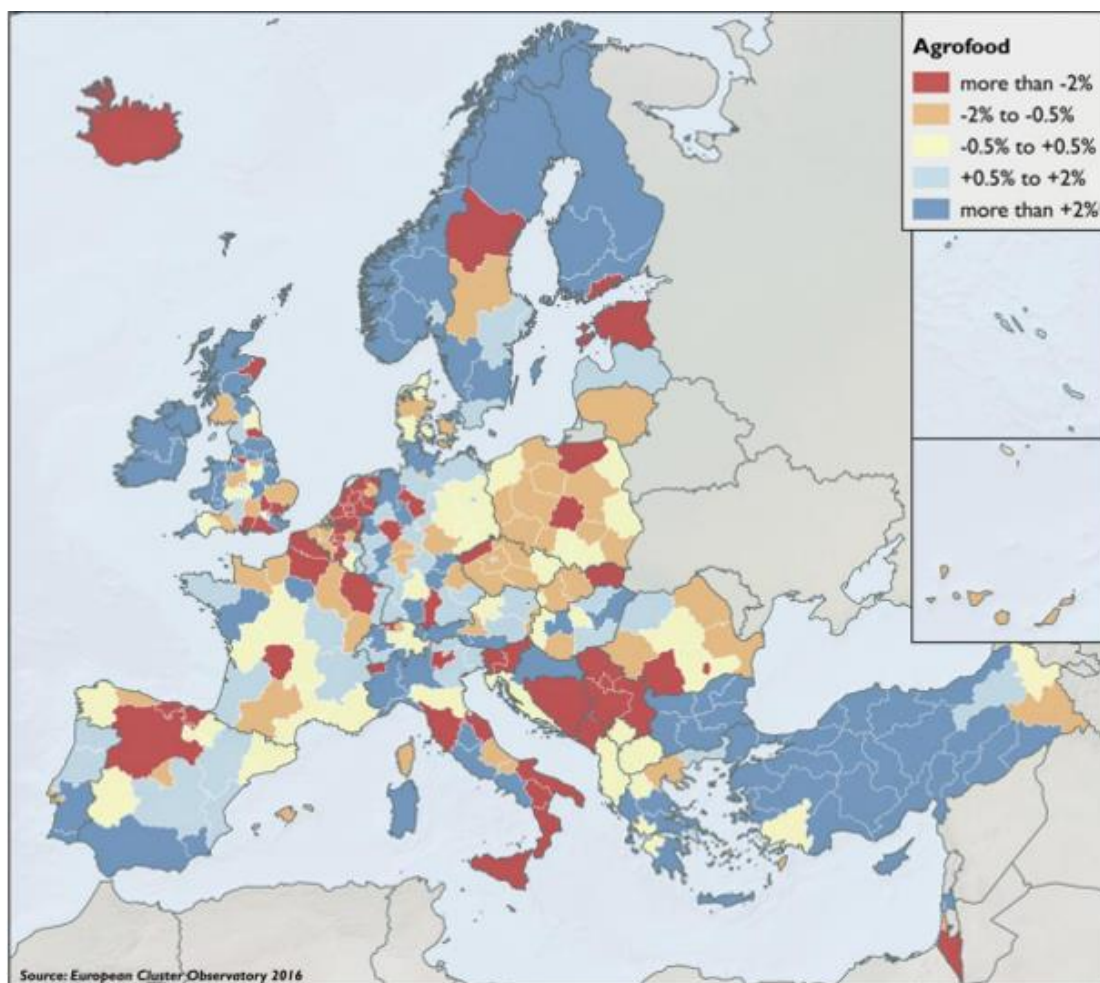 Agrofood
more than -2%
-2% to -0.5%
-0.5% to +0.5%
+0.5% to +2%
more than +2%
Source: European Cluster Observatory 2016